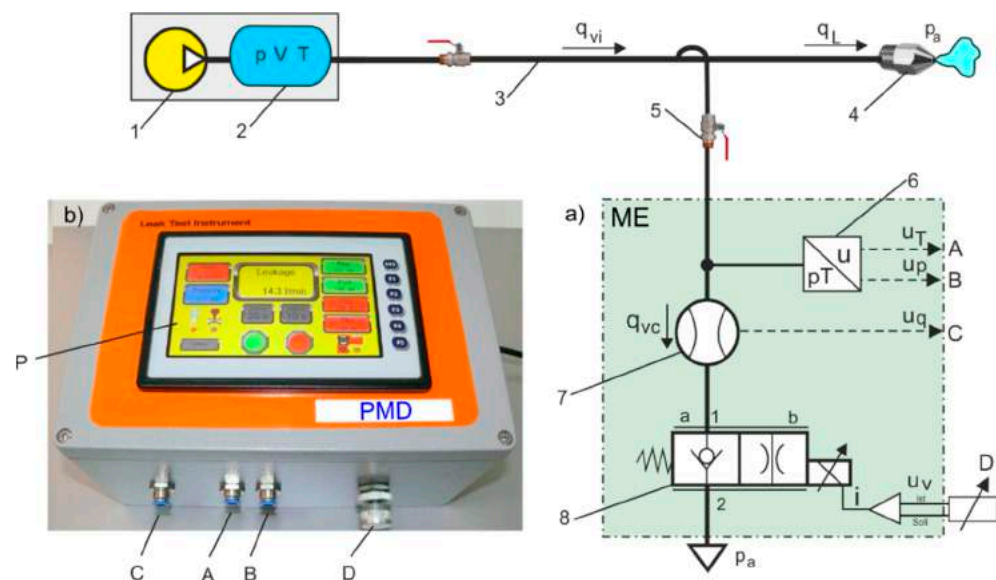 p V T
q_vi
q_L
p_a
1
2
3
4
5
6
b)
a)
ME
Leak Test Instrument
Leakage
14.3 l/min
P
PMD
u_T
A
u_p
B
u
pT
q_vc
u_q
C
7
a
1
b
8
2
i
u_v
Ist
Soll
D
p_a
C
A
B
D